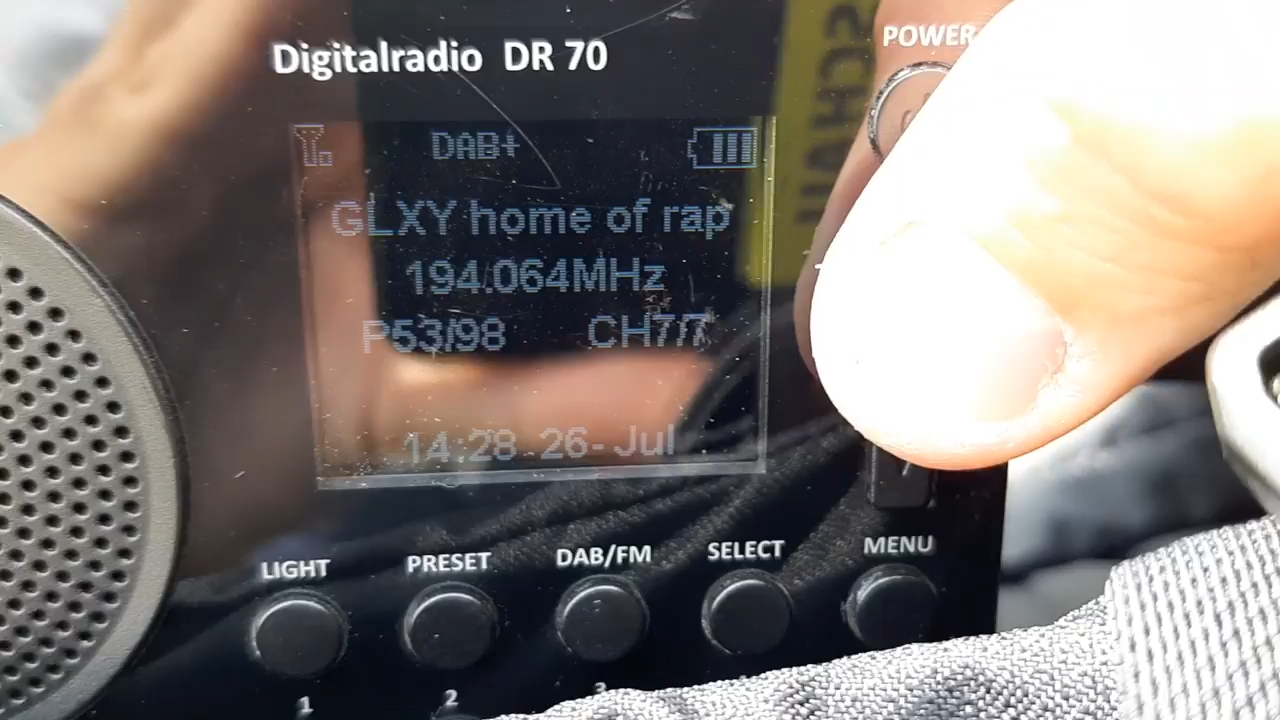 Digitalradio DR 70
POWER
DAB+
GLXY home of rap
194.064MHz
P53/98 CH7/7
14:28 26-Jul
LIGHT PRESET DAB/FM SELECT MENU
1 2 3